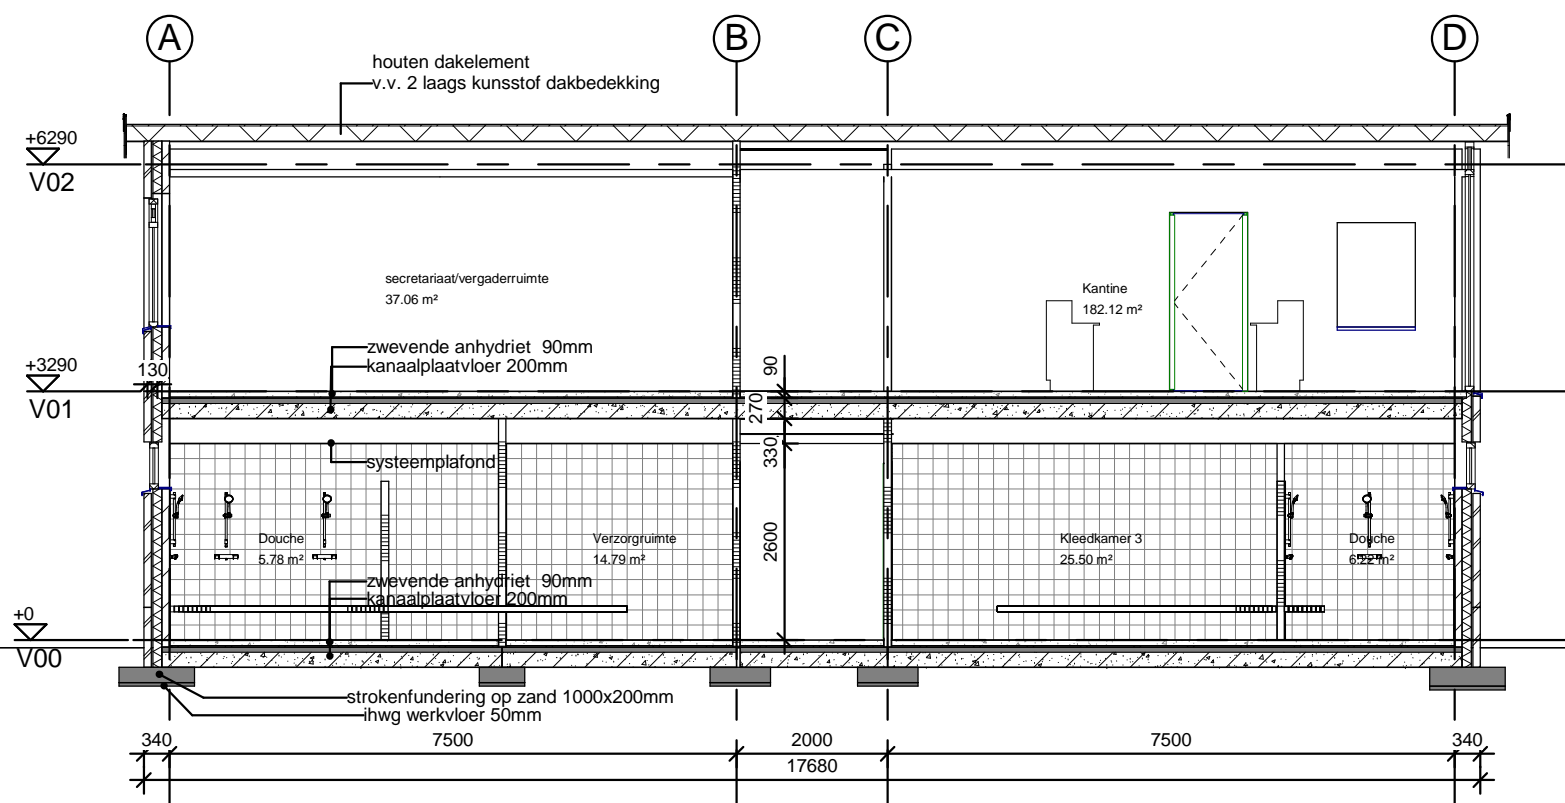 A
B
C
D
houten dakelement
v.v. 2 laags kunsstof dakbedekking
+6290
V02
secretariaat/vergaderruimte
37.06 m²
Kantine
182.12 m²
zwevende anhydriet 90mm
kanaalplaatvloer 200mm
+3290
V01
130
90
270
330
systeemplafond
2600
Douche
5.78 m²
Verzorgruimte
14.79 m²
Kleedkamer 3
25.50 m²
Douche
6.22 m²
zwevende anhydriet 90mm
kanaalplaatvloer 200mm
+0
V00
strokenfundering op zand 1000x200mm
ihwg werkvloer 50mm
340
7500
2000
7500
340
17680